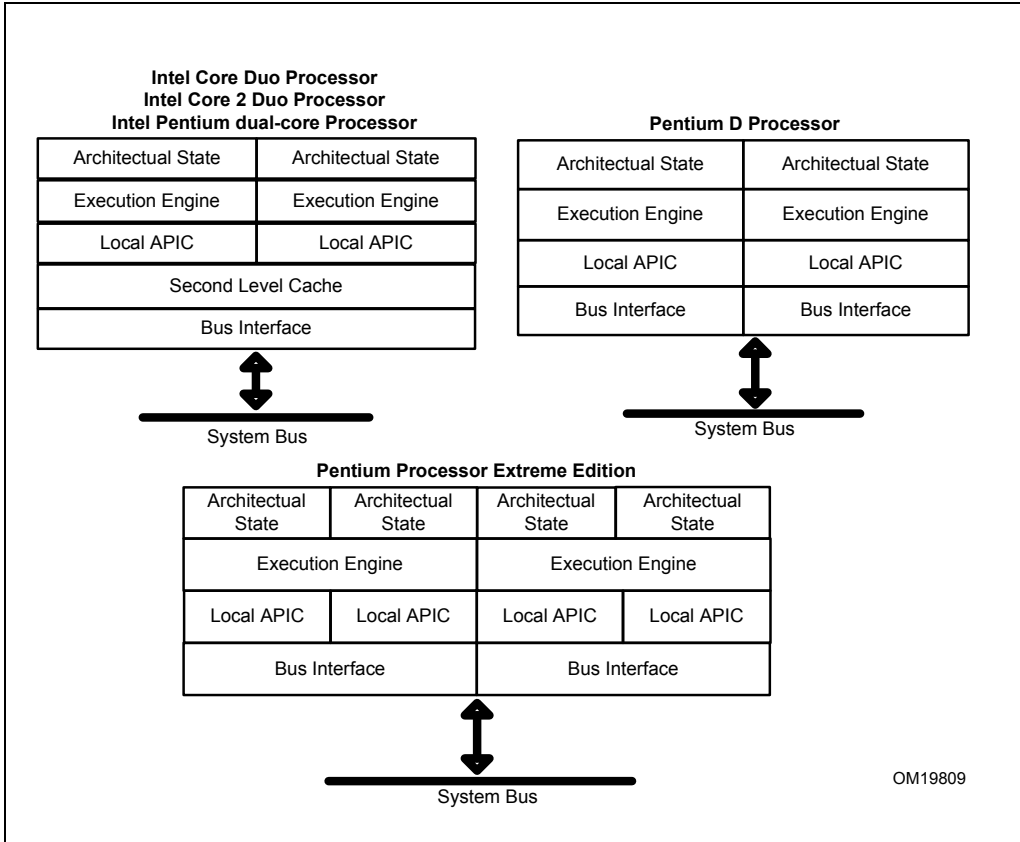 Intel Core Duo Processor
Intel Core 2 Duo Processor
Intel Pentium dual-core Processor
Architectual State Architectual State
Execution Engine Execution Engine
Local APIC Local APIC
Second Level Cache
Bus Interface
System Bus
Pentium D Processor
Architectual State Architectual State
Execution Engine Execution Engine
Local APIC Local APIC
Bus Interface Bus Interface
System Bus
Pentium Processor Extreme Edition
Architectual Architectual Architectual Architectual
State State State State
Execution Engine Execution Engine
Local APIC Local APIC Local APIC Local APIC
Bus Interface Bus Interface
System Bus
OM19809